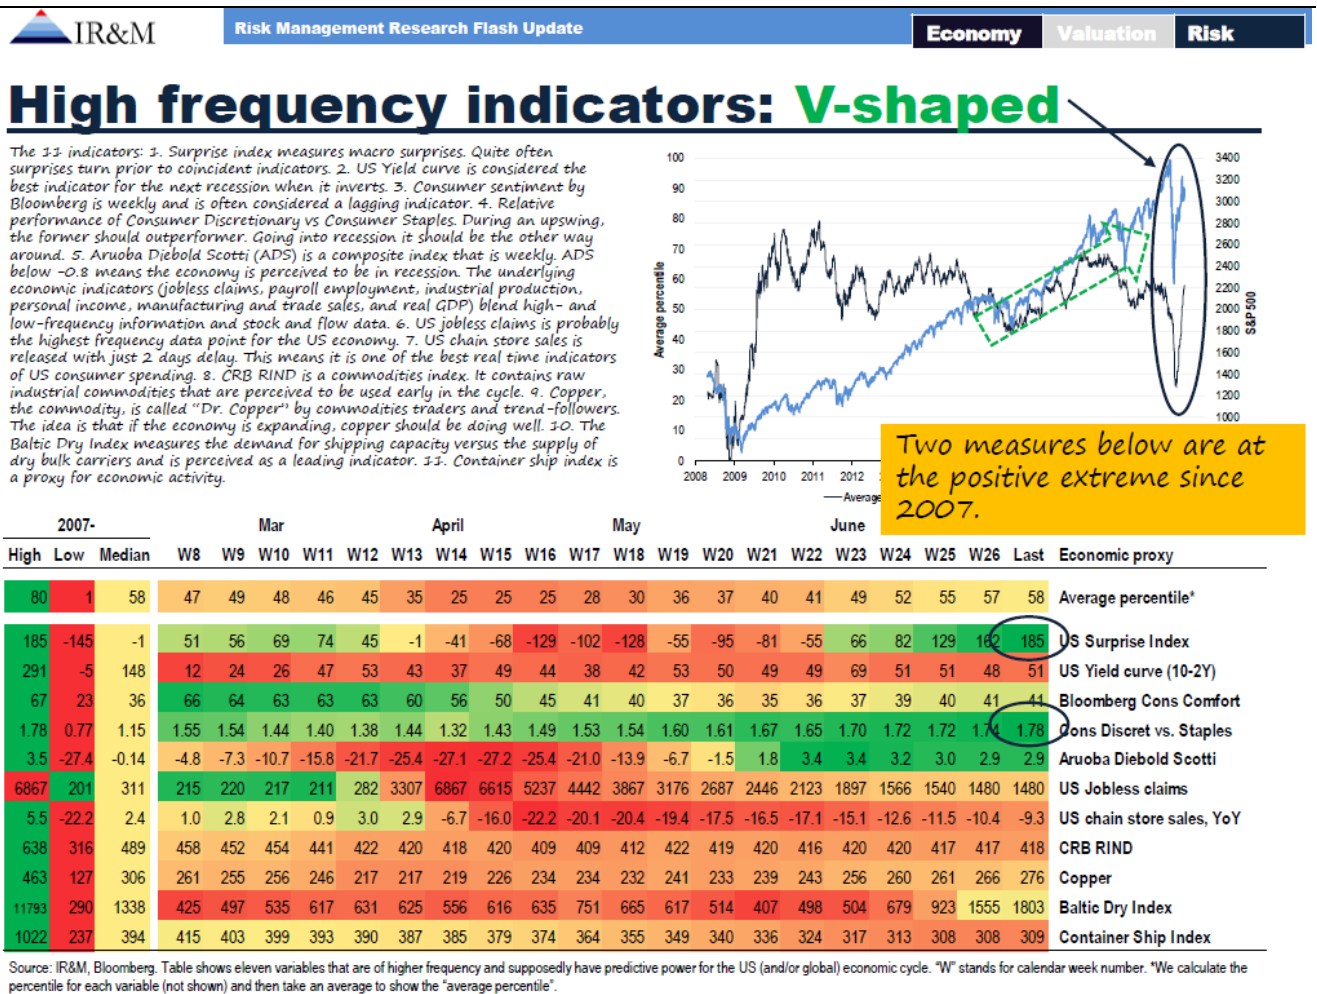 IR&M
Risk Management Research Flash Update
Economy
Valuation
Risk
High frequency indicators: V-shaped
The 11 indicators: 1. Surprise index measures macro surprises. Quite often
surprises turn prior to coincident indicators. 2. US Yield curve is considered the
best indicator for the next recession when it inverts. 3. Consumer sentiment by
Bloomberg is weekly and is often considered a lagging indicator. 4. Relative
performance of Consumer Discretionary vs Consumer Staples. During an upswing,
the former should outperformer. Going into recession it should be the other way
around. 5. Aruoba Diebold Scotti (ADS) is a composite index that is weekly. ADS
below -0.8 means the economy is perceived to be in recession. The underlying
economic indicators (jobless claims, payroll employment, industrial production,
personal income, manufacturing and trade sales, and real GDP) blend high- and
low-frequency information and stock and flow data. 6. US jobless claims is probably
the highest frequency data point for the US economy. 7. US chain store sales is
released with just 2 days delay. This means it is one of the best real time indicators
of US consumer spending. 8. CRB RIND is a commodities index. It contains raw
industrial commodities that are perceived to be used early in the cycle. 9. Copper,
the commodity, is called "Dr. Copper" by commodities traders and trend-followers.
The idea is that if the economy is expanding, copper should be doing well. 10. The
Baltic Dry Index measures the demand for shipping capacity versus the supply of
dry bulk carriers and is perceived as a leading indicator. 11. Container ship index is
a proxy for economic activity.
100
90
80
70
60
50
40
30
20
10
0
Average percentile
2008 2009 2010 2011 2012
Average
3400
3200
3000
2800
2600
2400
2200
2000
1800
1600
1400
1200
1000
S&P 500
Two measures below are at
the positive extreme since
2007.
2007- Mar April May June
High Low Median W8 W9 W10 W11 W12 W13 W14 W15 W16 W17 W18 W19 W20 W21 W22 W23 W24 W25 W26 Last Economic proxy
80 1 58 47 49 48 46 45 35 25 25 25 28 30 36 37 40 41 49 52 55 57 58 Average percentile*
185 -145 -1 51 56 69 74 45 -1 -41 -68 -129 -102 -128 -55 -95 -81 -55 66 82 129 162 185 US Surprise Index
291 -5 148 12 24 26 47 53 43 37 49 44 38 42 53 50 49 49 69 51 51 48 51 US Yield curve (10-2Y)
67 23 36 66 64 63 63 63 60 56 50 45 41 40 37 36 35 36 37 39 40 41 41 Bloomberg Cons Comfort
1.78 0.77 1.15 1.55 1.54 1.44 1.40 1.38 1.44 1.32 1.43 1.49 1.53 1.54 1.60 1.61 1.67 1.65 1.70 1.72 1.72 1.74 1.78 Cons Discret vs. Staples
3.5 -27.4 -0.14 -4.8 -7.3 -10.7 -15.8 -21.7 -25.4 -27.1 -27.2 -25.4 -21.0 -13.9 -6.7 -1.5 1.8 3.4 3.4 3.2 3.0 2.9 2.9 Aruoba Diebold Scotti
6867 201 311 215 220 217 211 282 3307 6867 6615 5237 4442 3867 3176 2687 2446 2123 1897 1566 1540 1480 1480 US Jobless claims
5.5 -22.2 2.4 1.0 2.8 2.1 0.9 3.0 2.9 -6.7 -16.0 -22.2 -20.1 -20.4 -19.4 -17.5 -16.5 -17.1 -15.1 -12.6 -11.5 -10.4 -9.3 US chain store sales, YoY
638 316 489 458 452 454 441 422 420 418 420 409 409 412 422 419 420 416 420 420 417 417 418 CRB RIND
463 127 306 261 255 256 246 217 217 219 226 234 234 232 241 233 239 243 256 260 261 266 276 Copper
11793 290 1338 425 497 535 617 631 625 556 616 635 751 665 617 514 407 498 504 679 923 1555 1803 Baltic Dry Index
1022 237 394 415 403 399 393 390 387 385 379 374 364 355 349 340 336 324 317 313 308 308 309 Container Ship Index
Source: IR&M, Bloomberg. Table shows eleven variables that are of higher frequency and supposedly have predictive power for the US (and/or global) economic cycle. "W" stands for calendar week number. *We calculate the
percentile for each variable (not shown) and then take an average to show the "average percentile".